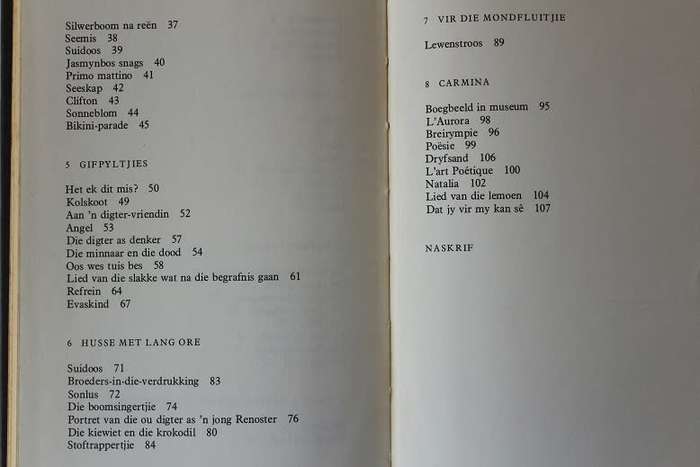 Silwerboom na reën 37
Seemis 38
Suidoos 39
Jasmynbos snags 40
Primo mattino 41
Seeskap 42
Clifton 43
Sonneblom 44
Bikini-parade 45
5 GIFPYLTJIES
Het ek dit mis? 50
Kolskoot 49
Aan 'n digter-vriendin 52
Angel 53
Die digter as denker 57
Die minnaar en die dood 54
Oos wes tuis bes 58
Lied van die slakke wat na die begrafnis gaan 61
Refrein 64
Evaskind 67
6 HUSSE MET LANG ORE
Suidoos 71
Broeders-in-die-verdrukking 83
Sonlus 72
Die boomsingertjie 74
Portret van die ou digter as 'n jong Renoster 76
Die kiewiet en die krokodil 80
Stoftrappertjie 84
7 VIR DIE MONDFLUITJIE
Lewenstroos 89
8 CARMINA
Boegbeeld in museum 95
L'Aurora 98
Breirympie 96
Poësie 99
Dryfsand 106
L'art Poétique 100
Natalia 102
Lied van die lemoen 104
Dat jy vir my kan sê 107
NASKRIF